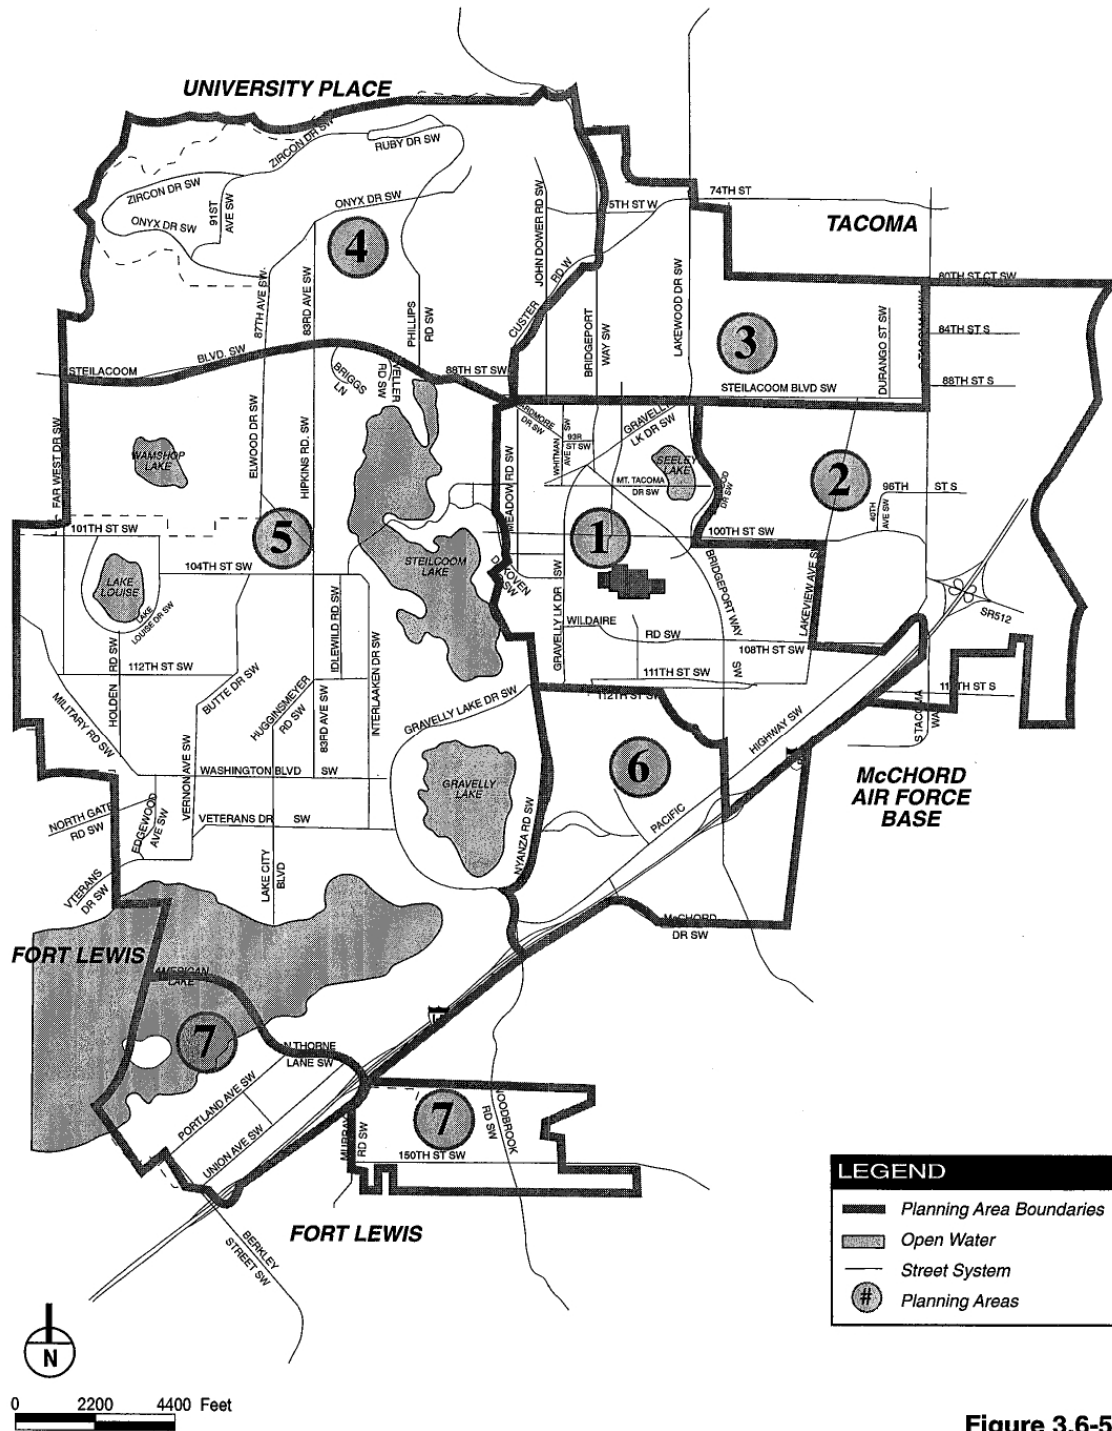 UNIVERSITY PLACE
ZIRCON DR SW
RUBY DR SW
ZIRCON DR SW
91ST
AVE SW
ONYX DR SW
ONYX DR SW
4
87TH AVE SW
83RD AVE SW
PHILLIPS
RD SW
JOHN DOWER RD SW
CUSTER
RD W
BRIDGEPORT
WAY SW
LAKEWOOD DR SW
74TH ST
TACOMA
80TH ST CT SW
84TH ST S
88TH ST S
DURANGO ST SW
3
STEILACOOM BLVD SW
STEILACOOM
BLVD. SW
88TH ST SW
BRIGGS
LN
RD SW
FAR WEST DR SW
WAMSHOP
LAKE
ELWOOD DR SW
HIPKINS RD. SW
MEADOW RD SW
DR SW
WHITMAN
AVE SW
ST SW
GRAVELLY
LK DR SW
SEELEY
LAKE
MT. TACOMA
DR SW
2
96TH
ST S
40TH
AVE SW
101TH ST SW
5
1
100TH ST SW
104TH ST SW
STEILCOOM
LAKE
LAKE
LOUISE
LAKE
LOUISE DR SW
GRAVELLY LK DR SW
BRIDGEPORT WAY
SW
LAKEVIEW AVE S
SR512
WILDAIRE
RD SW
108TH ST SW
111TH ST SW
HOLDEN
RD SW
112TH ST SW
BUTTE DR SW
IDLEWILD RD SW
INTERLAAKEN DR SW
HUGGINSMEYER
RD SW
83RD AVE SW
GRAVELLY LAKE DR SW
MILITARY RD SW
6
HIGHWAY SW
PACIFIC
S TACOMA
McCHORD
AIR FORCE
BASE
GRAVELLY
LAKE
NYANZA RD SW
VERNON AVE SW
WASHINGTON BLVD
SW
NORTH GATE
RD SW
EDGEWOOD
AVE SW
VETERANS DR
SW
VTERANS
DR SW
LAKE CITY
BLVD
McCHORD
DR SW
FORT LEWIS
AMERICAN
LAKE
7
N THORNE
LANE SW
PORTLAND AVE SW
UNION AVE SW
MURRAY
RD SW
7
WOODBROOK
RD SW
150TH ST SW
FORT LEWIS
BERKLEY
STREET SW
LEGEND
Planning Area Boundaries
Open Water
Street System
# Planning Areas
N
0 2200 4400 Feet
Figure 3.6-5